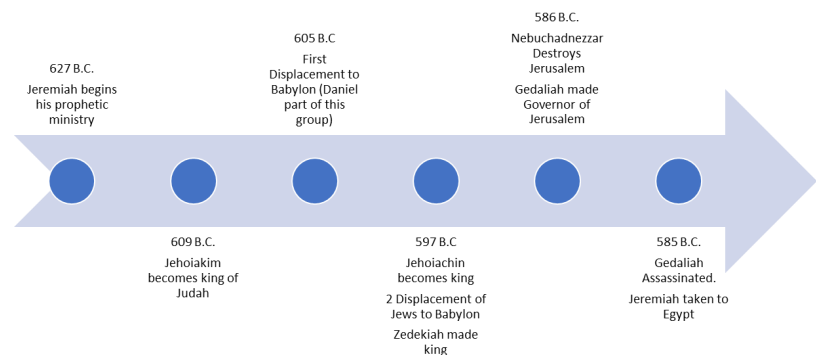 627 B.C.
Jeremiah begins
his prophetic
ministry
609 B.C.
Jehoiakim
becomes king of
Judah
605 B.C
First
Displacement to
Babylon (Daniel
part of this
group)
597 B.C
Jehoiachin
becomes king
2 Displacement of
Jews to Babylon
Zedekiah made
king
586 B.C.
Nebuchadnezzar
Destroys
Jerusalem
Gedaliah made
Governor of
Jerusalem
585 B.C.
Gedaliah
Assassinated.
Jeremiah taken to
Egypt